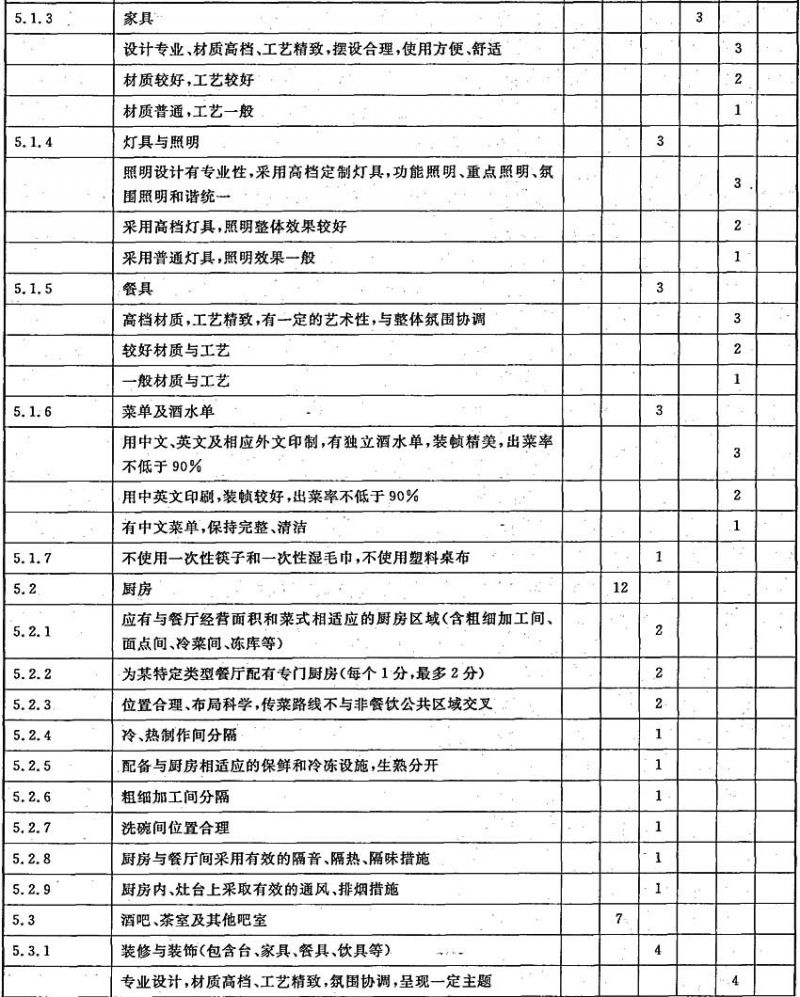 5.1.3 家具 3
设计专业、材质高档、工艺精致,摆设合理,使用方便、舒适 3
材质较好,工艺较好 2
材质普通,工艺一般 1
5.1.4 灯具与照明 3
照明设计有专业性,采用高档定制灯具,功能照明、重点照明、氛
围照明和谐统一 3
采用高档灯具,照明整体效果较好 2
采用普通灯具,照明效果一般 1
5.1.5 餐具 3
高档材质,工艺精致,有一定的艺术性,与整体氛围协调 3
较好材质与工艺 2
一般材质与工艺 1
5.1.6 菜单及酒水单 3
用中文、英文及相应外文印制,有独立酒水单,装帧精美,出菜率
不低于90% 3
用中英文印刷,装帧较好,出菜率不低于90% 2
有中文菜单,保持完整、清洁 1
5.1.7 不使用一次性筷子和一次性湿毛巾,不使用塑料桌布 1
5.2 厨房 12
应有与餐厅经营面积和菜式相适应的厨房区域(含粗细加工间、
5.2.1 面点间、冷菜间、冻库等) 2
5.2.2 为某特定类型餐厅配有专门厨房(每个1分,最多2分) 2
5.2.3 位置合理、布局科学,传菜路线不与非餐饮公共区域交叉 2
5.2.4 冷、热制作间分隔 1
5.2.5 配备与厨房相适应的保鲜和冷冻设施,生熟分开 1
5.2.6 粗细加工间分隔 1
5.2.7 洗碗间位置合理 1
5.2.8 厨房与餐厅间采用有效的隔音、隔热、隔味措施 1
5.2.9 厨房内、灶台上采取有效的通风、排烟措施 1
5.3 酒吧、茶室及其他吧室 7
5.3.1 装修与装饰(包含台、家具、餐具、饮具等) 4
专业设计,材质高档、工艺精致,氛围协调,呈现一定主题 4